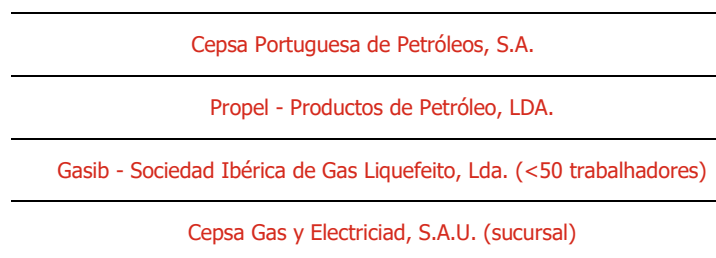 Cepsa Portuguesa de Petróleos, S.A.
Propel - Productos de Petróleo, LDA.
Gasib - Sociedad Ibérica de Gas Liquefeito, Lda. (<50 trabalhadores)
Cepsa Gas y Electriciad, S.A.U. (sucursal)